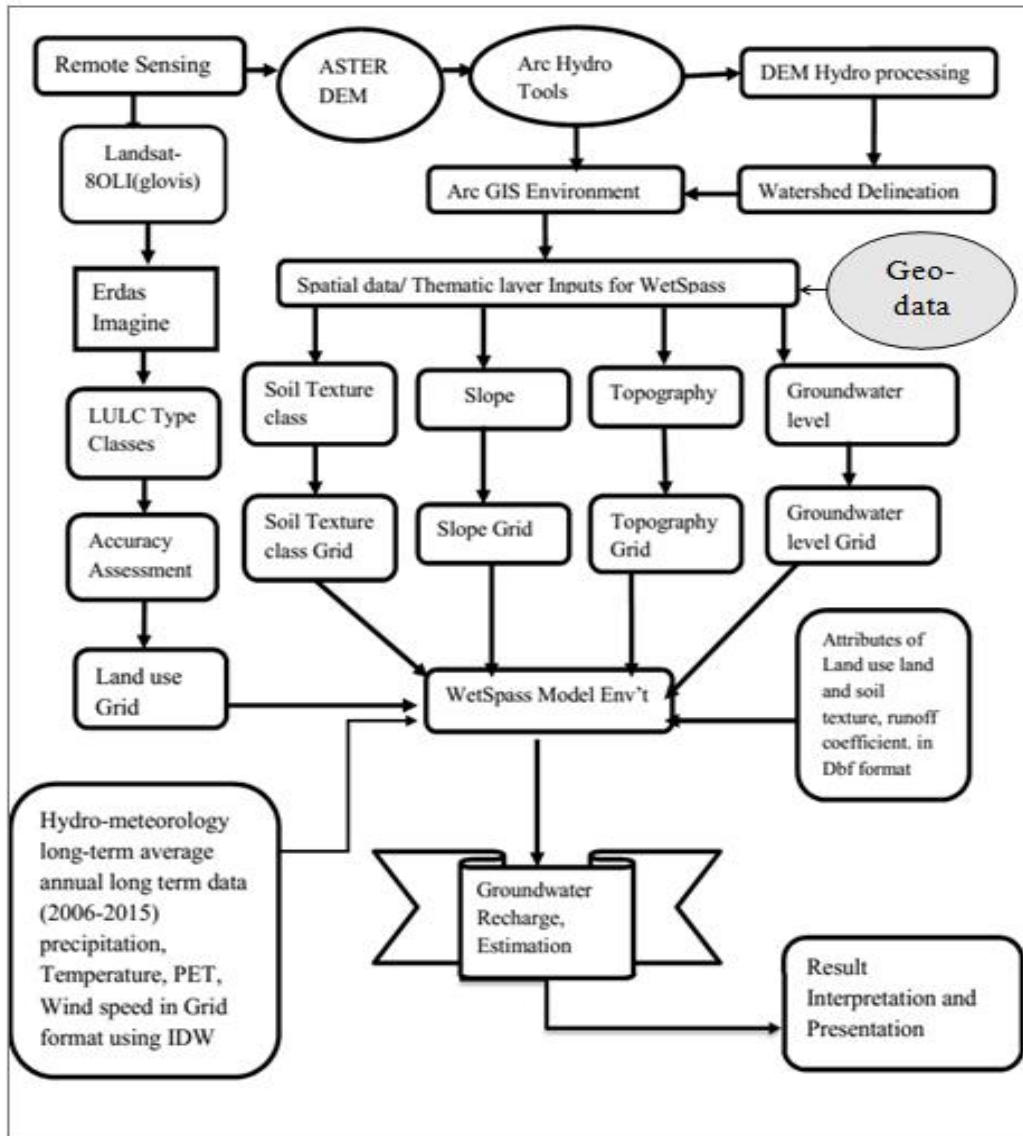 Remote Sensing
ASTER
DEM
Arc Hydro
Tools
DEM Hydro processing
Landsat-
8OLI(glovis)
Arc GIS Environment
Watershed Delineation
Geo-
data
Spatial data/ Thematic layer Inputs for WetSpass
Erdas
Imagine
Soil Texture
class
Slope
Topography
Groundwater
level
LULC Type
Classes
Soil Texture
class Grid
Slope Grid
Topography
Grid
Groundwater
level Grid
Accuracy
Assessment
Land use
Grid
WetSpass Model Env't
Attributes of
Land use land
and soil
texture, runoff
coefficient. in
Dbf format
Hydro-meteorology
long-term average
annual long term data
(2006-2015)
precipitation,
Temperature, PET,
Wind speed in Grid
format using IDW
Groundwater
Recharge,
Estimation
Result
Interpretation and
Presentation